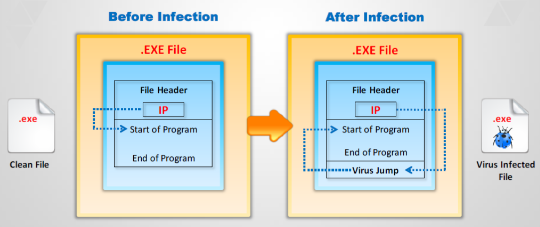 Before Infection
After Infection
.EXE File
File Header
IP
Start of Program
End of Program
.exe
Clean File
.EXE File
File Header
IP
Start of Program
End of Program
Virus Jump
.exe
Virus Infected
File